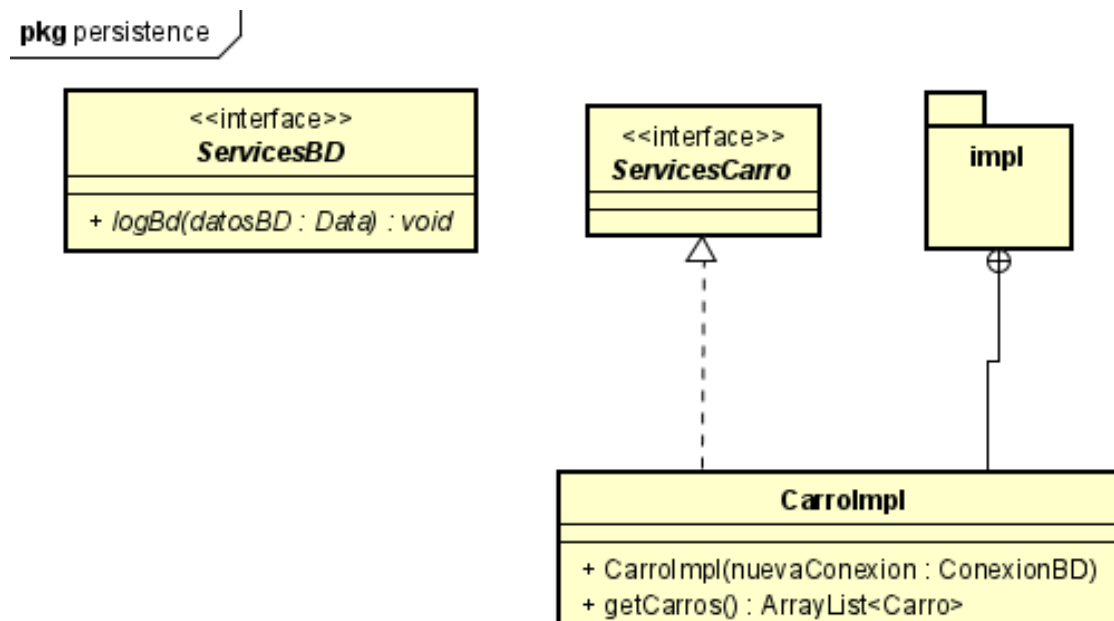 pkg persistence
<<interface>>
ServicesBD
+ logBd(datosBD : Data) : void
<<interface>>
ServicesCarro
impl
CarroImpl
+ CarroImpl(nuevaConexion : ConexionBD)
+ getCarros() : ArrayList<Carro>